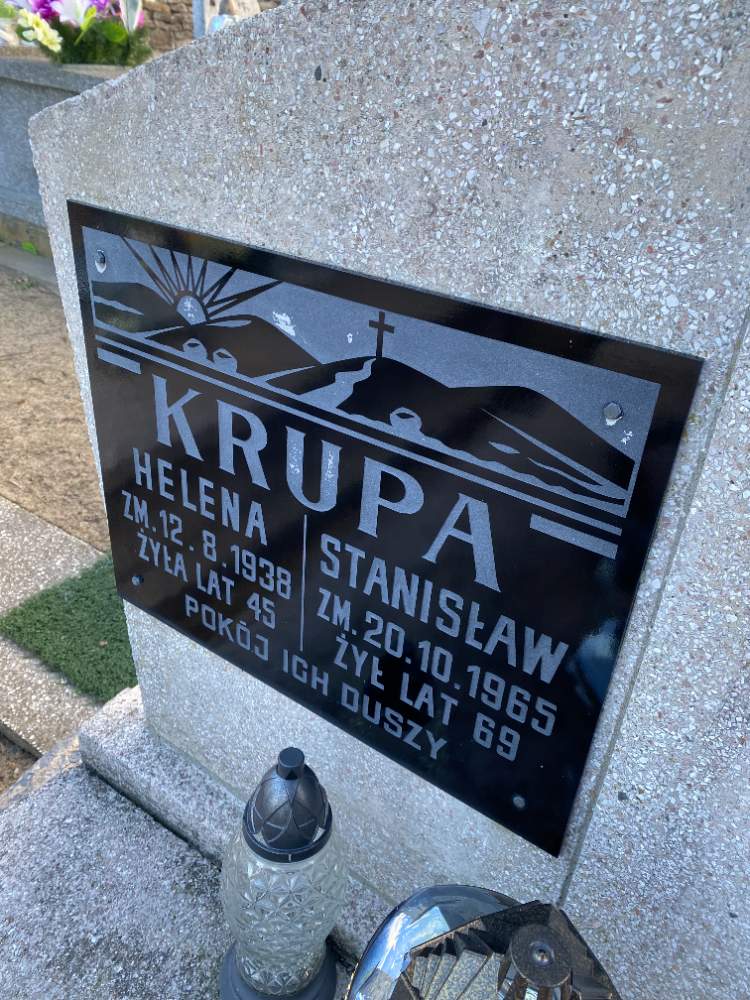 KRUPA
HELENA
ZM. 12. 8. 1938
ŻYŁA LAT 45
STANISŁAW
ZM. 20. 10. 1965
ŻYŁ LAT 69
POKÓJ ICH DUSZY